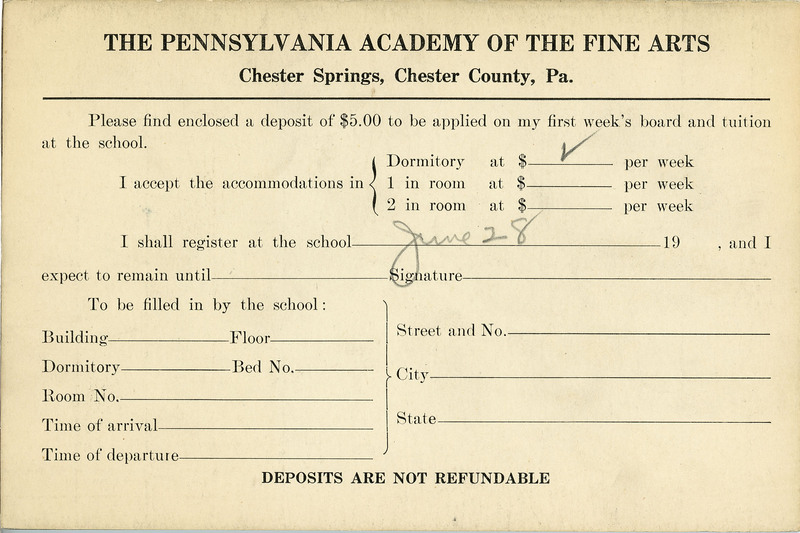 THE PENNSYLVANIA ACADEMY OF THE FINE ARTS
Chester Springs, Chester County, Pa.
Please find enclosed a deposit of $5.00 to be applied on my first week's board and tuition
at the school.
I accept the accommodations in
Dormitory at $ ✓ per week
1 in room at $ per week
2 in room at $ per week
I shall register at the school June 28 19 , and I
expect to remain until Signature
To be filled in by the school:
Building Floor
Dormitory Bed No.
Room No.
Time of arrival
Time of departure
Street and No.
City
State
DEPOSITS ARE NOT REFUNDABLE